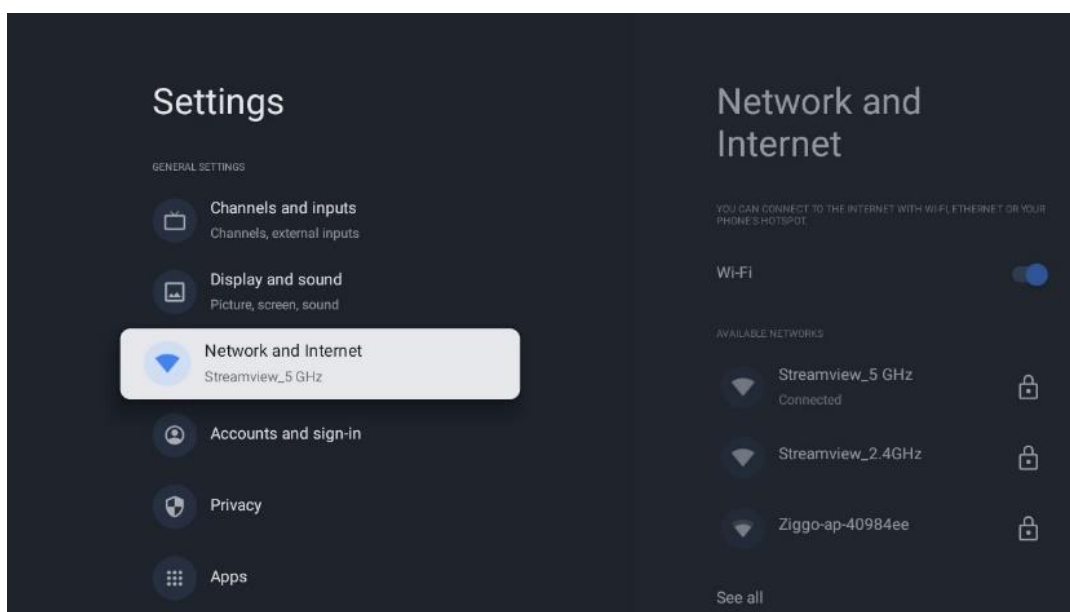 Settings
GENERAL SETTINGS
Channels and inputs
Channels, external inputs
Display and sound
Picture, screen, sound
Network and Internet
Streamview_5 GHz
Accounts and sign-in
Privacy
Apps
Network and
Internet
YOU CAN CONNECT TO THE INTERNET WITH WI-FI, ETHERNET OR YOUR
PHONE'S HOTSPOT.
Wi-Fi
AVAILABLE NETWORKS
Streamview_5 GHz
Connected
Streamview_2.4GHz
Ziggo-ap-40984ee
See all